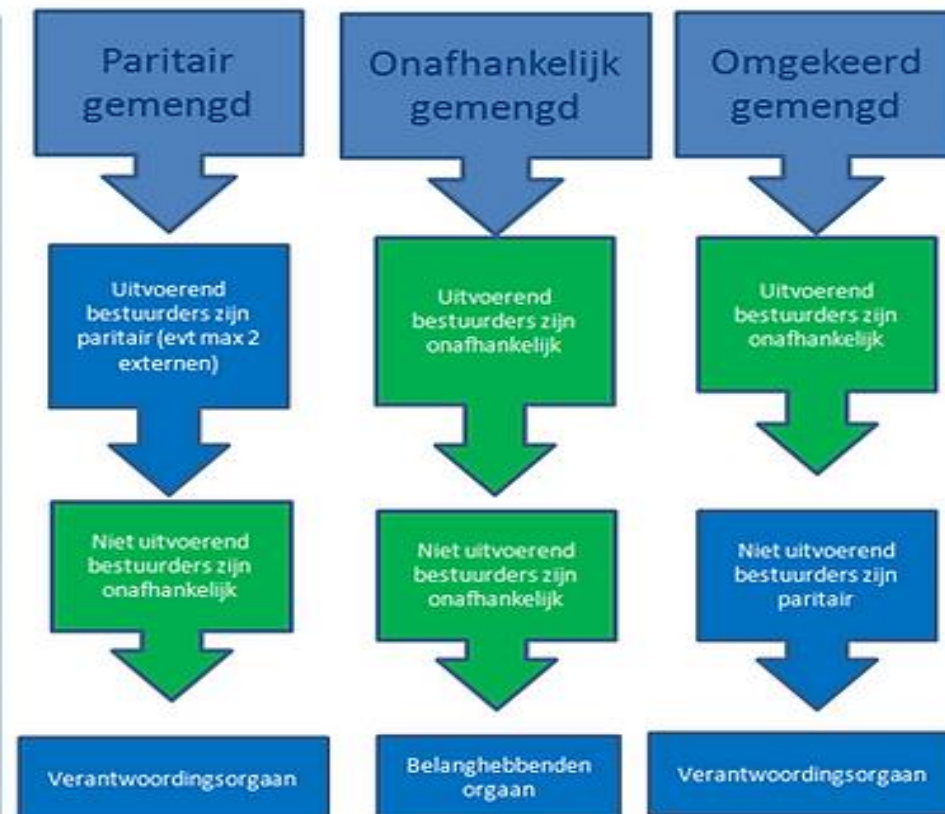 Paritair
gemengd
Uitvoerend
bestuurders zijn
paritair (evt max 2
externen)
Niet uitvoerend
bestuurders zijn
onafhankelijk
Verantwoordingsorgaan
Onafhankelijk
gemengd
Uitvoerend
bestuurders zijn
onafhankelijk
Niet uitvoerend
bestuurders zijn
onafhankelijk
Belanghebbenden
orgaan
Omgekeerd
gemengd
Uitvoerend
bestuurders zijn
onafhankelijk
Niet uitvoerend
bestuurders zijn
paritair
Verantwoordingsorgaan